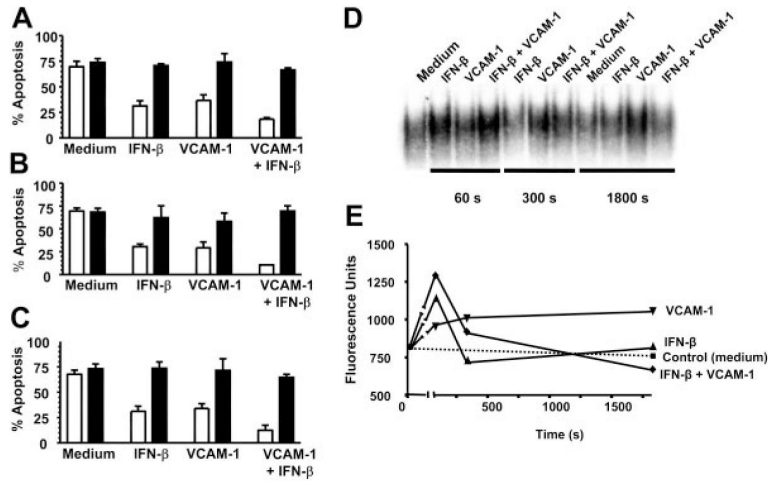 A
% Apoptosis
100
75
50
25
0
Medium IFN-β VCAM-1 VCAM-1
+ IFN-β
B
% Apoptosis
100
75
50
25
0
Medium IFN-β VCAM-1 VCAM-1
+ IFN-β
C
% Apoptosis
100
75
50
25
0
Medium IFN-β VCAM-1 VCAM-1
+ IFN-β
D
Medium
IFN-β
VCAM-1
IFN-β + VCAM-1
IFN-β
VCAM-1
IFN-β + VCAM-1
Medium
IFN-β
VCAM-1
IFN-β + VCAM-1
60 s 300 s 1800 s
E
Fluorescence Units
1500
1250
1000
750
500
VCAM-1
IFN-β
Control (medium)
IFN-β + VCAM-1
0 500 1000 1500
Time (s)